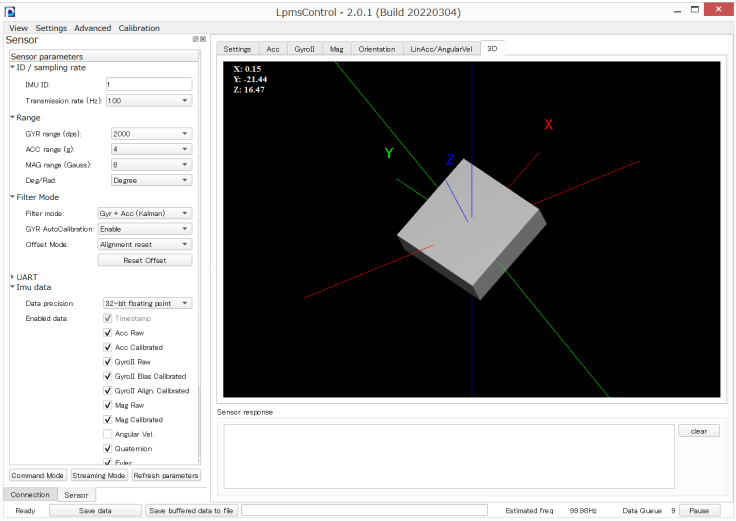 LpmsControl - 2.0.1 (Build 20220304)
View Settings Advanced Calibration
Sensor
Sensor parameters
ID / sampling rate
IMU ID: 1
Transmission rate (Hz): 100
Range
GYR range (dps): 2000
ACC range (g): 4
MAG range (Gauss): 8
Deg/Rad: Degree
Filter Mode
Filter mode: Gyr + Acc (Kalman)
GYR AutoCalibration: Enable
Offset Mode: Alignment reset
Reset Offset
UART
Imu data
Data precision: 32-bit floating point
Enabled data: Timestamp
Acc Raw
Acc Calibrated
GyroII Raw
GyroII Bias Calibrated
GyroII Align. Calibrated
Mag Raw
Mag Calibrated
Angular Vel.
Quaternion
Euler
Command Mode Streaming Mode Refresh parameters
Connection Sensor
Settings Acc GyroII Mag Orientation LinAcc/AngularVel 3D
X: 0.15
Y: -21.44
Z: 16.47
X
Y
Z
Sensor response
clear
Ready Save data Save buffered data to file Estimated freq 99.98Hz Data Queue 9 Pause